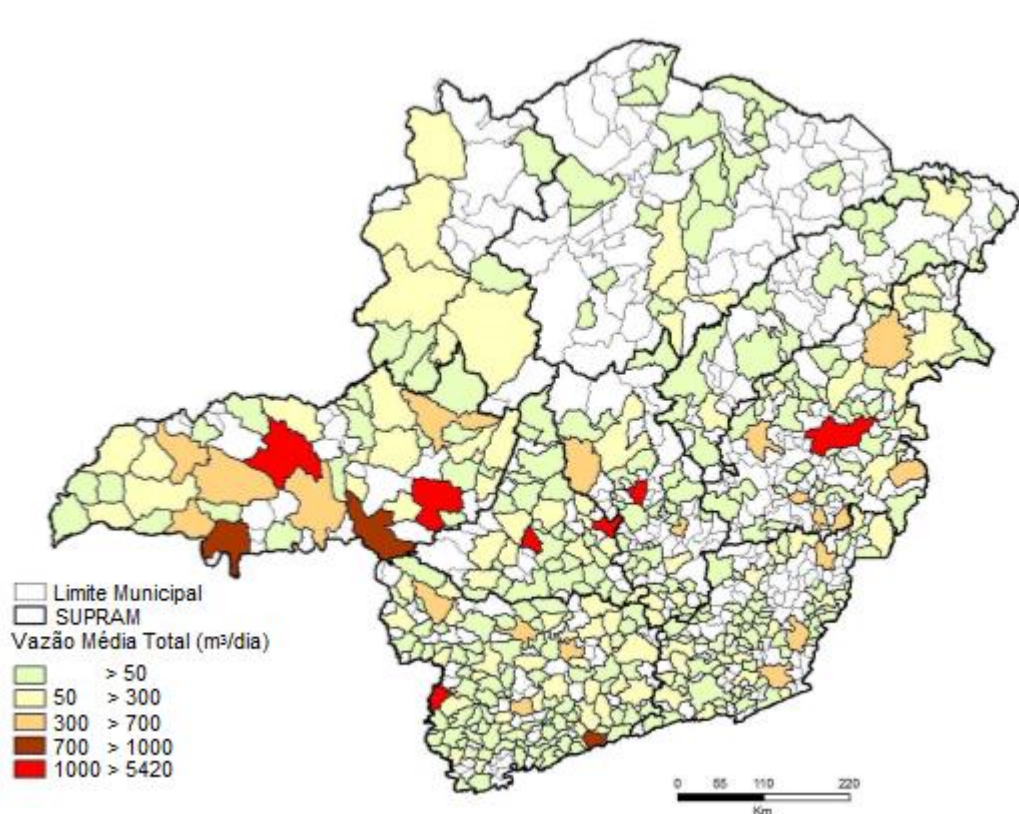 Limite Municipal
SUPRAM
Vazão Média Total (m³/dia)
> 50
50 > 300
300 > 700
700 > 1000
1000 > 5420
0 55 110 220
Km